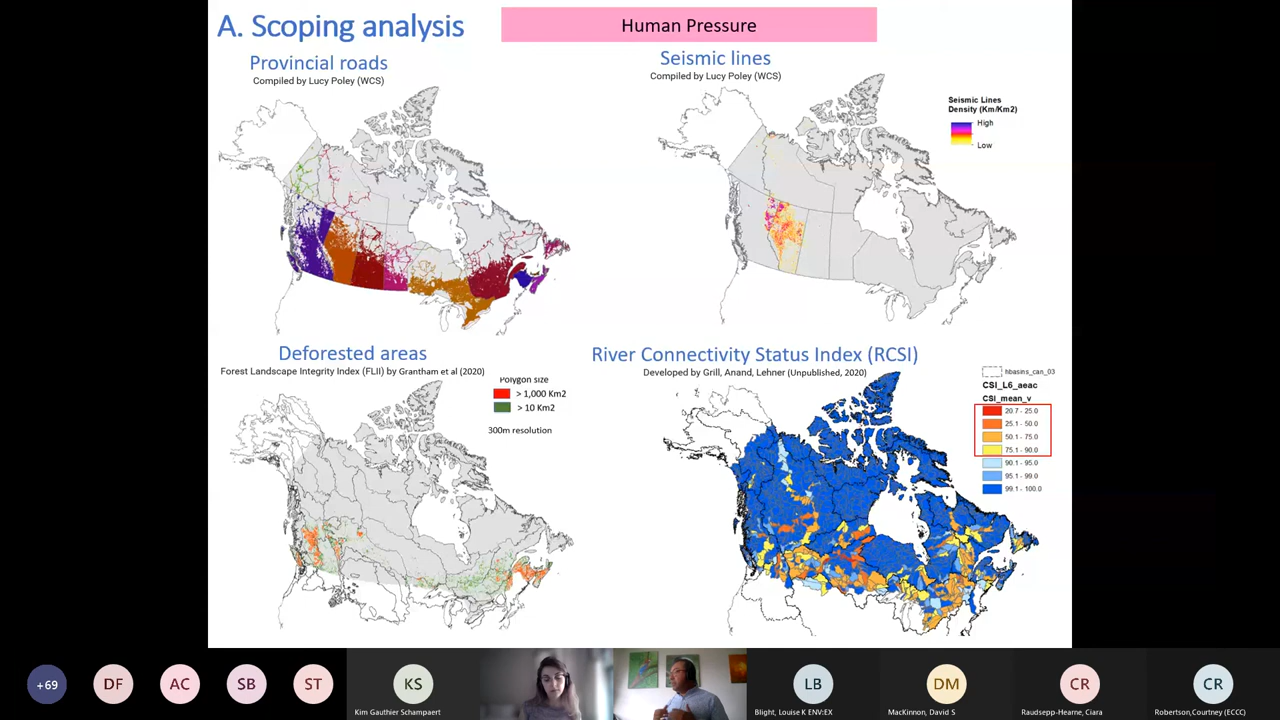 A. Scoping analysis
Human Pressure
Provincial roads
Compiled by Lucy Poley (WCS)
Seismic lines
Compiled by Lucy Poley (WCS)
Seismic Lines
Density (Km/Km2)
High
Low
Deforested areas
Forest Landscape Integrity Index (FLII) by Grantham et al (2020)
Polygon size
> 1,000 Km2
> 10 Km2
300m resolution
River Connectivity Status Index (RCSI)
Developed by Grill, Anand, Lehner (Unpublished, 2020)
hbasins_can_03
CSI_L6_aeac
CSI_mean_v
20.7 - 25.0
25.1 - 50.0
50.1 - 75.0
75.1 - 90.0
90.1 - 95.0
95.1 - 99.0
99.1 - 100.0
+69
DF
AC
SB
ST
KS
Kim Gauthier Schampaert
LB
Blight, Louise K ENV:EX
DM
MacKinnon, David S
CR
Raudsepp-Hearne, Ciara
CR
Robertson,Courtney (ECCC)